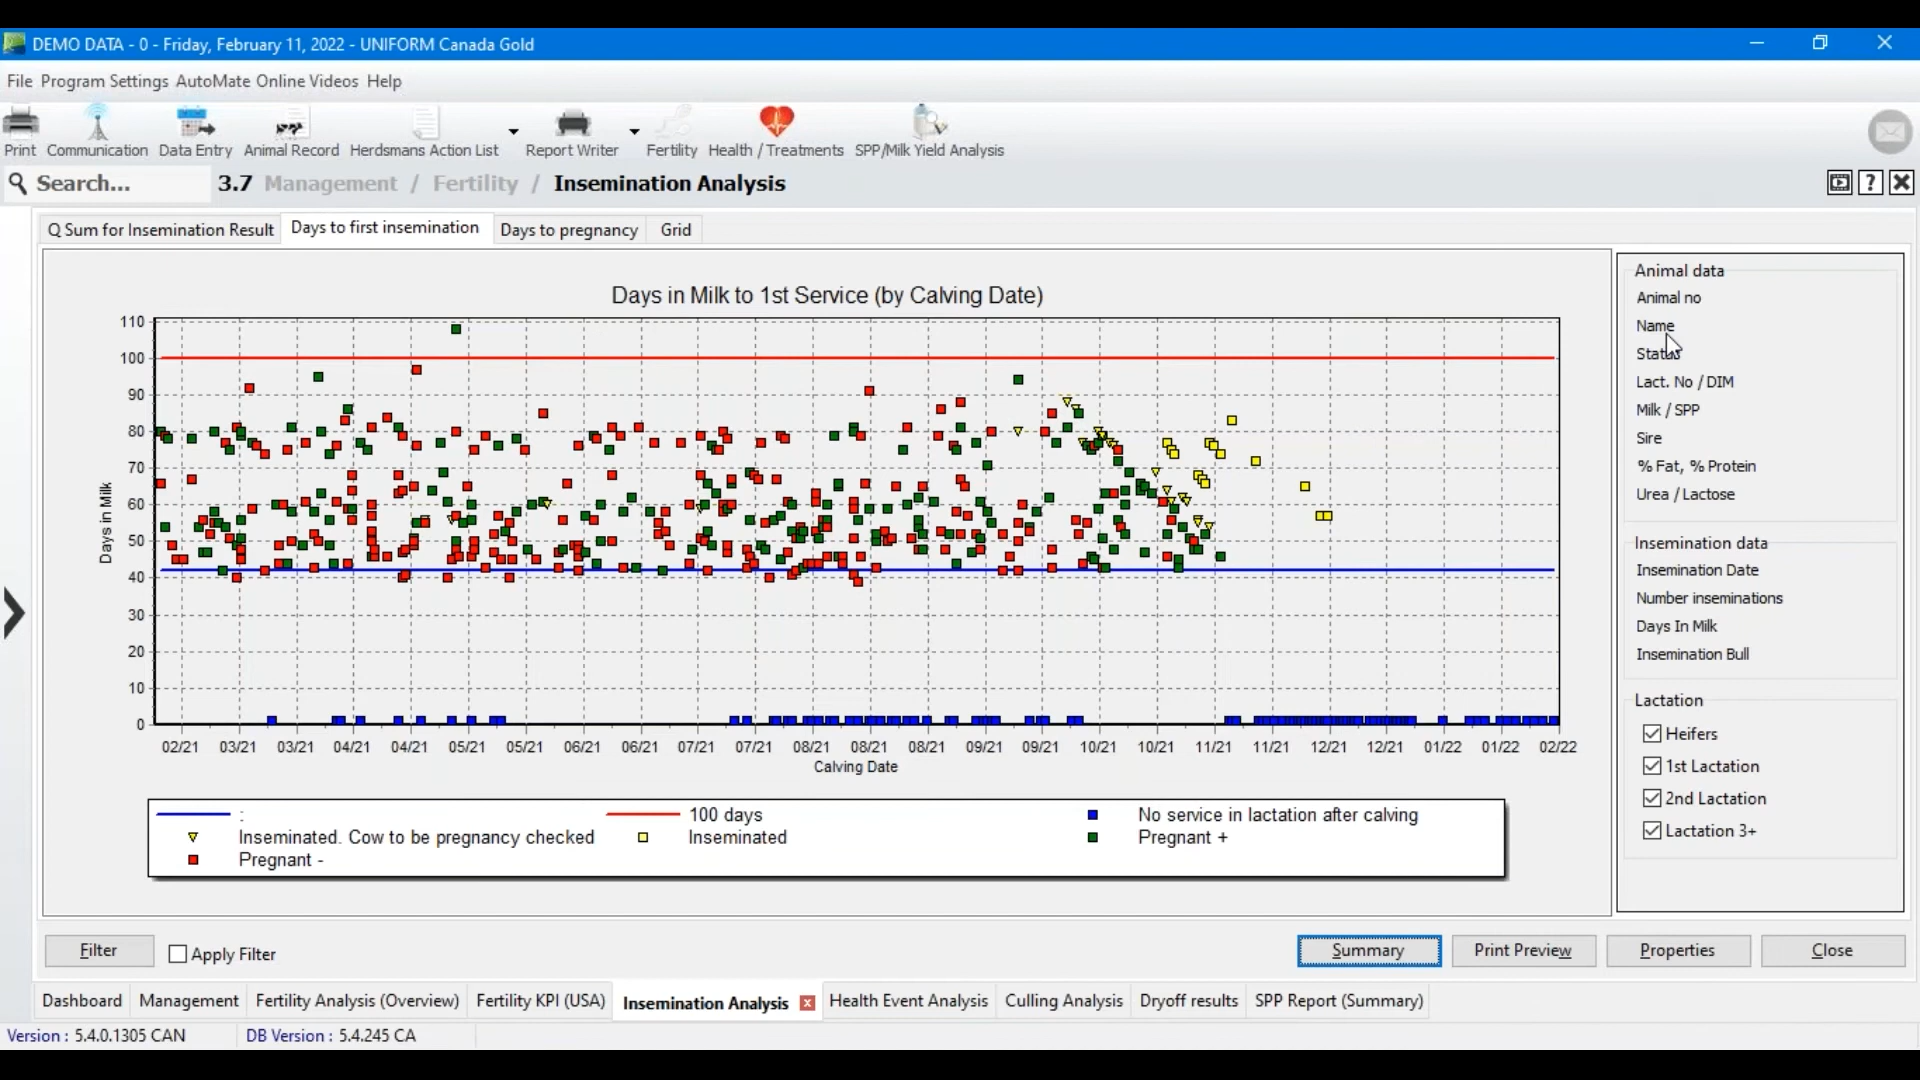 DEMO DATA - 0 - Friday, February 11, 2022 - UNIFORM Canada Gold
File Program Settings AutoMate Online Videos Help
Print Communication Data Entry Animal Record Herdsmans Action List Report Writer Fertility Health / Treatments SPP/Milk Yield Analysis
Search... 3.7 Management / Fertility / Insemination Analysis ?
Q Sum for Insemination Result Days to first insemination Days to pregnancy Grid
Days in Milk to 1st Service (by Calving Date)
110
100
90
80
70
60
50
40
30
20
10
0
Days in Milk
02/21 03/21 03/21 04/21 04/21 05/21 05/21 06/21 06/21 07/21 07/21 08/21 08/21 08/21 09/21 09/21 10/21 10/21 11/21 11/21 12/21 12/21 01/22 01/22 02/22
Calving Date
: 100 days No service in lactation after calving
Inseminated. Cow to be pregnancy checked Inseminated Pregnant +
Pregnant -
Animal data
Animal no
Name
Status
Lact. No / DIM
Milk / SPP
Sire
% Fat, % Protein
Urea / Lactose
Insemination data
Insemination Date
Number inseminations
Days In Milk
Insemination Bull
Lactation
Heifers
1st Lactation
2nd Lactation
Lactation 3+
Filter Apply Filter Summary Print Preview Properties Close
Dashboard Management Fertility Analysis (Overview) Fertility KPI (USA) Insemination Analysis x Health Event Analysis Culling Analysis Dryoff results SPP Report (Summary)
Version : 5.4.0.1305 CAN DB Version : 5.4.245 CA